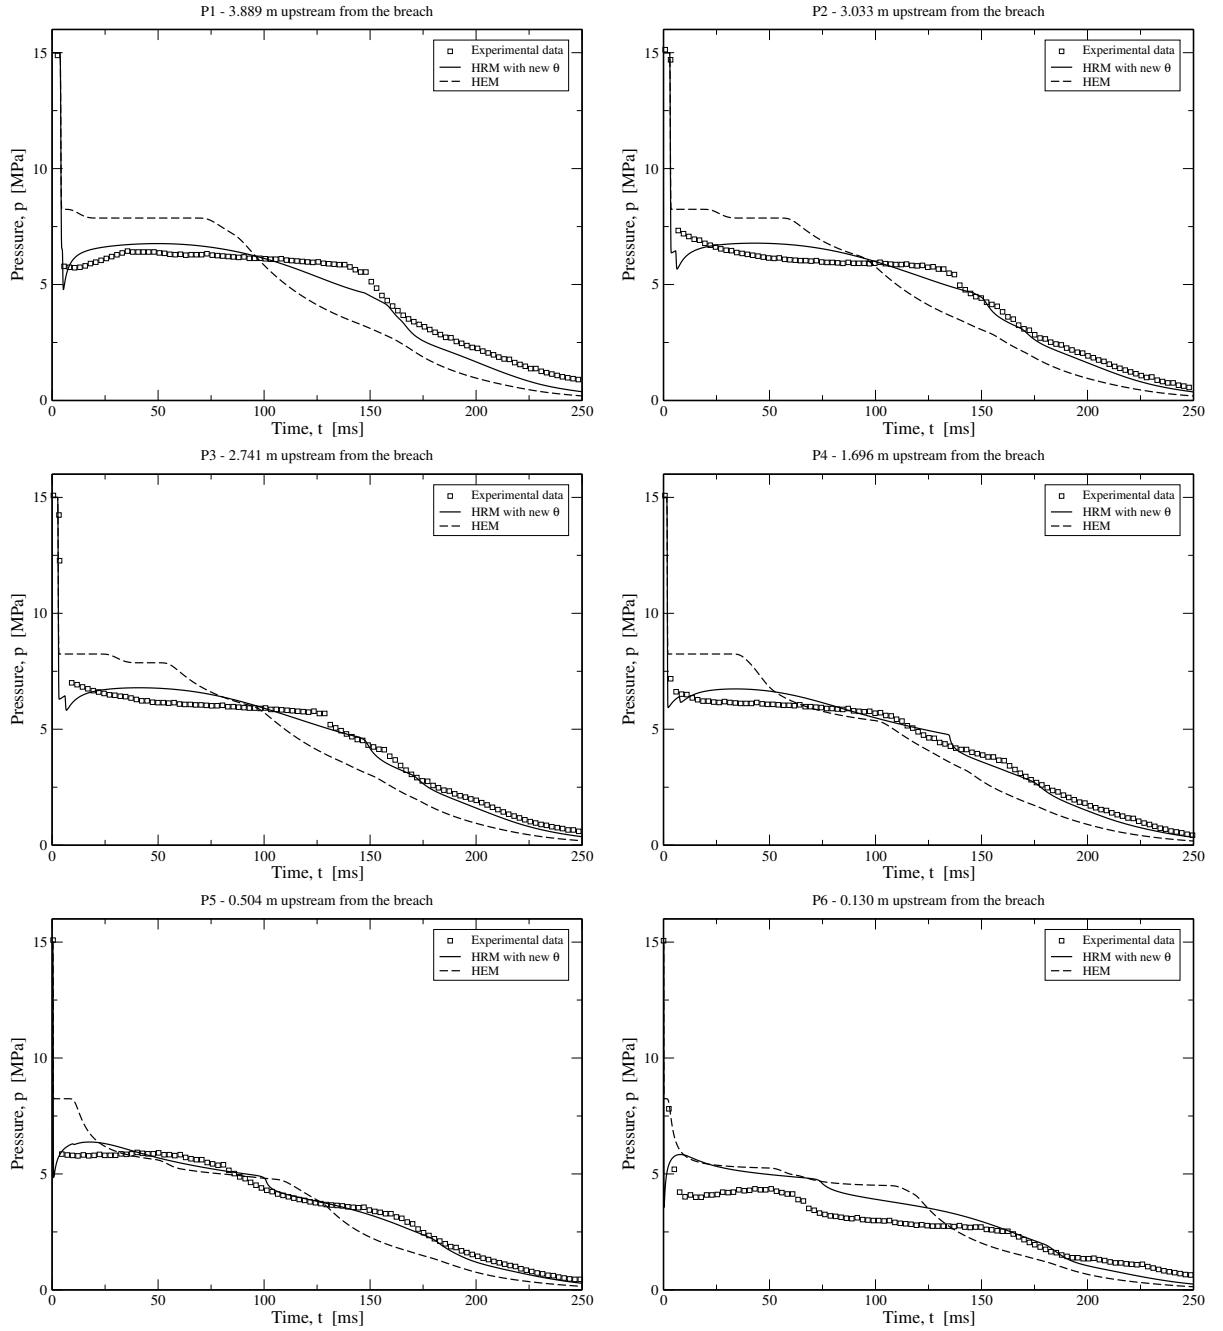 P1 - 3.889 m upstream from the breach
15
10
5
0
Pressure, p [MPa]
Experimental data
HRM with new θ
HEM
0 50 100 150 200 250
Time, t [ms]
P2 - 3.033 m upstream from the breach
15
10
5
0
Pressure, p [MPa]
Experimental data
HRM with new θ
HEM
0 50 100 150 200 250
Time, t [ms]
P3 - 2.741 m upstream from the breach
15
10
5
0
Pressure, p [MPa]
Experimental data
HRM with new θ
HEM
0 50 100 150 200 250
Time, t [ms]
P4 - 1.696 m upstream from the breach
15
10
5
0
Pressure, p [MPa]
Experimental data
HRM with new θ
HEM
0 50 100 150 200 250
Time, t [ms]
P5 - 0.504 m upstream from the breach
15
10
5
0
Pressure, p [MPa]
Experimental data
HRM with new θ
HEM
0 50 100 150 200 250
Time, t [ms]
P6 - 0.130 m upstream from the breach
15
10
5
0
Pressure, p [MPa]
Experimental data
HRM with new θ
HEM
0 50 100 150 200 250
Time, t [ms]